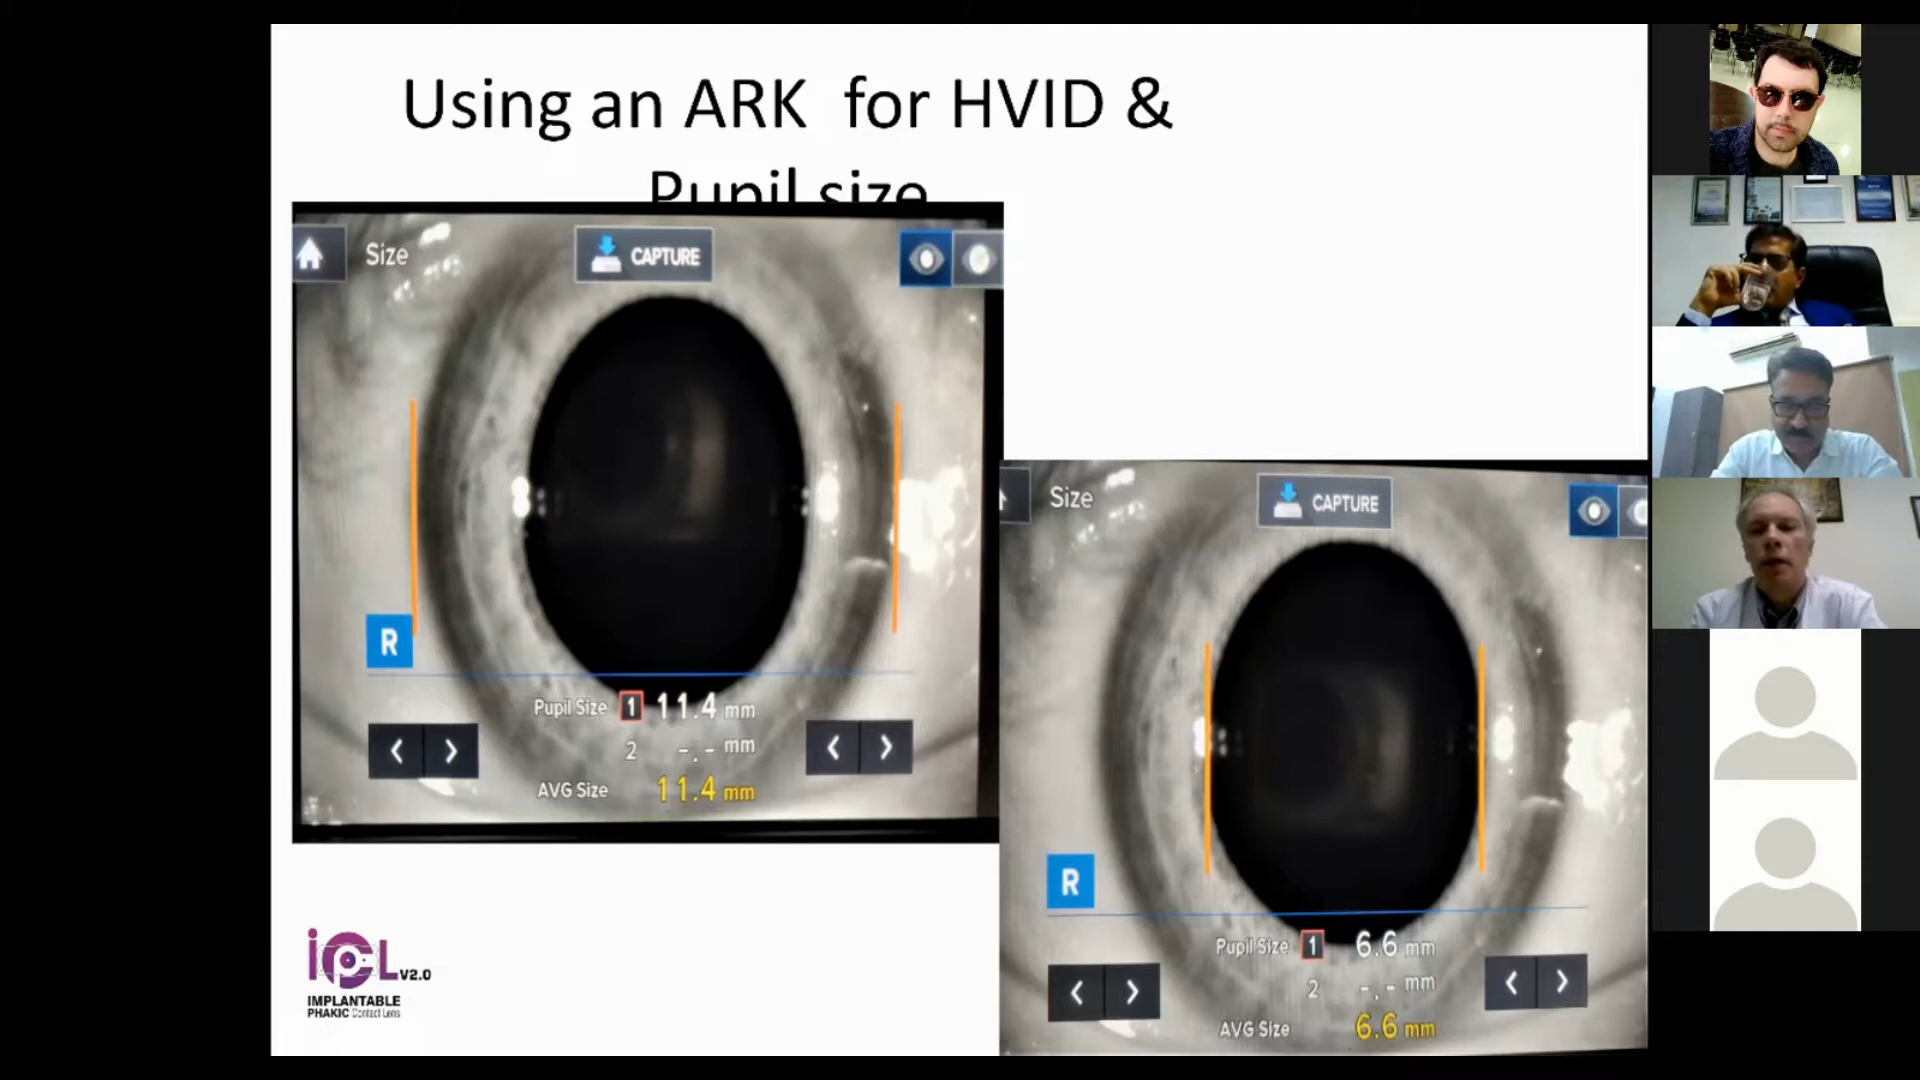 Using an ARK for HVID &
Pupil size
Size
CAPTURE
R
Pupil Size 1 11.4 mm
2 -.- mm
AVG Size 11.4 mm
Size
CAPTURE
R
Pupil Size 1 6.6 mm
2 -.- mm
AVG Size 6.6 mm
ipcL V2.0
IMPLANTABLE
PHAKIC Contact Lens